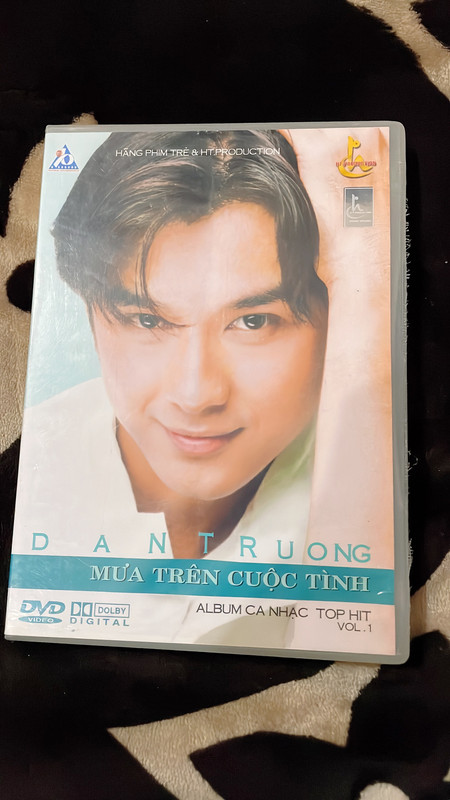 HÃNG PHIM TRẺ & HT.PRODUCTION
DAN TRUONG
MƯA TRÊN CUỘC TÌNH
DVD
VIDEO
DOLBY
DIGITAL
ALBUM CA NHẠC TOP HIT
VOL.1